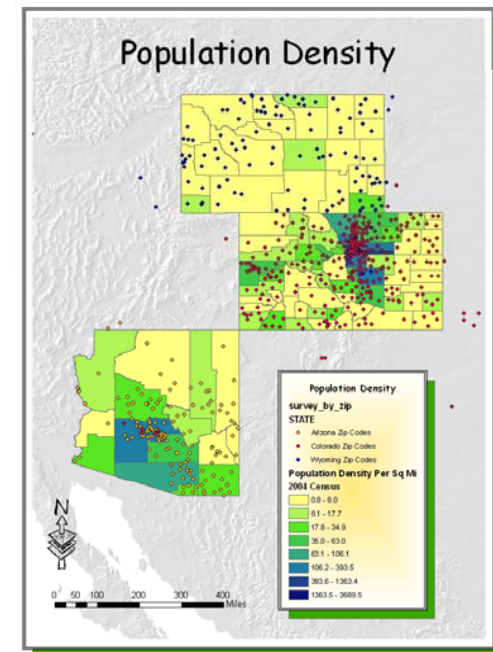 Population Density
Population Density
survey_by_zip
STATE
Arizona Zip Codes
Colorado Zip Codes
Wyoming Zip Codes
Population Density Per Sq Mi
2004 Census
0.8 - 8.0
8.1 - 17.7
17.8 - 34.9
35.0 - 63.0
63.1 - 106.1
106.2 - 393.5
393.6 - 1363.4
1363.5 - 3689.5
N
0 50 100 200 300 400
Miles